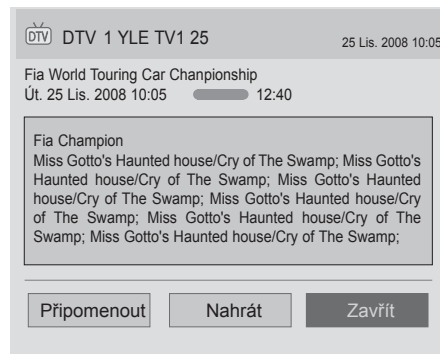 DTV DTV 1 YLE TV1 25 25 Lis. 2008 10:05
Fia World Touring Car Chanpionship
Út. 25 Lis. 2008 10:05 12:40
Fia Champion
Miss Gotto's Haunted house/Cry of The Swamp; Miss Gotto's
Haunted house/Cry of The Swamp; Miss Gotto's Haunted
house/Cry of The Swamp; Miss Gotto's Haunted house/Cry
of The Swamp; Miss Gotto's Haunted house/Cry of The
Swamp; Miss Gotto's Haunted house/Cry of The Swamp;
Připomenout Nahrát Zavřít